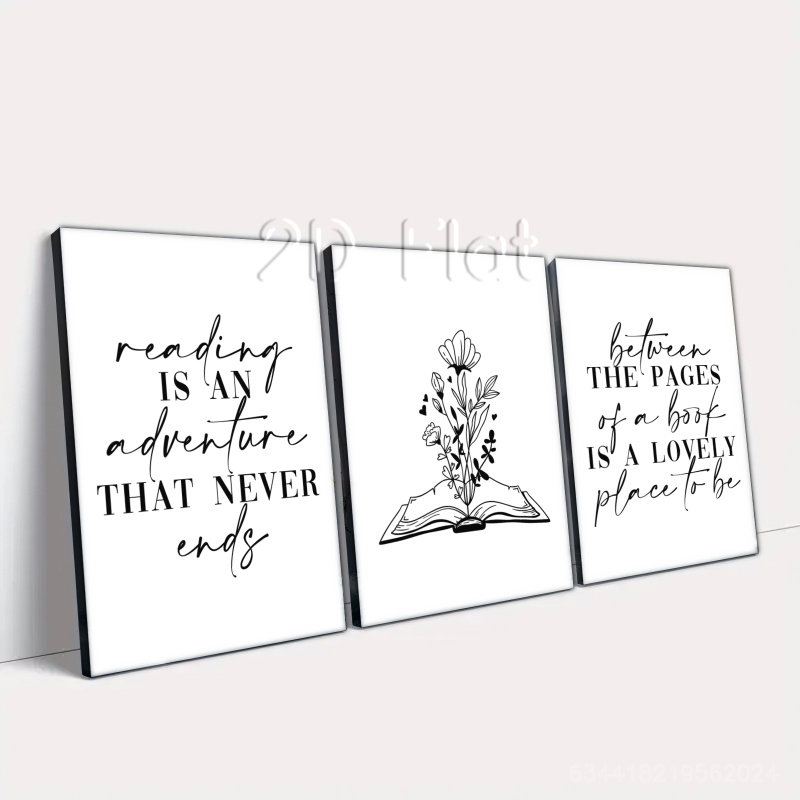 2D Flat
reading
IS AN
adventure
THAT NEVER
ends
between
THE PAGES
of a book
IS A LOVELY
place to be
634418219582024